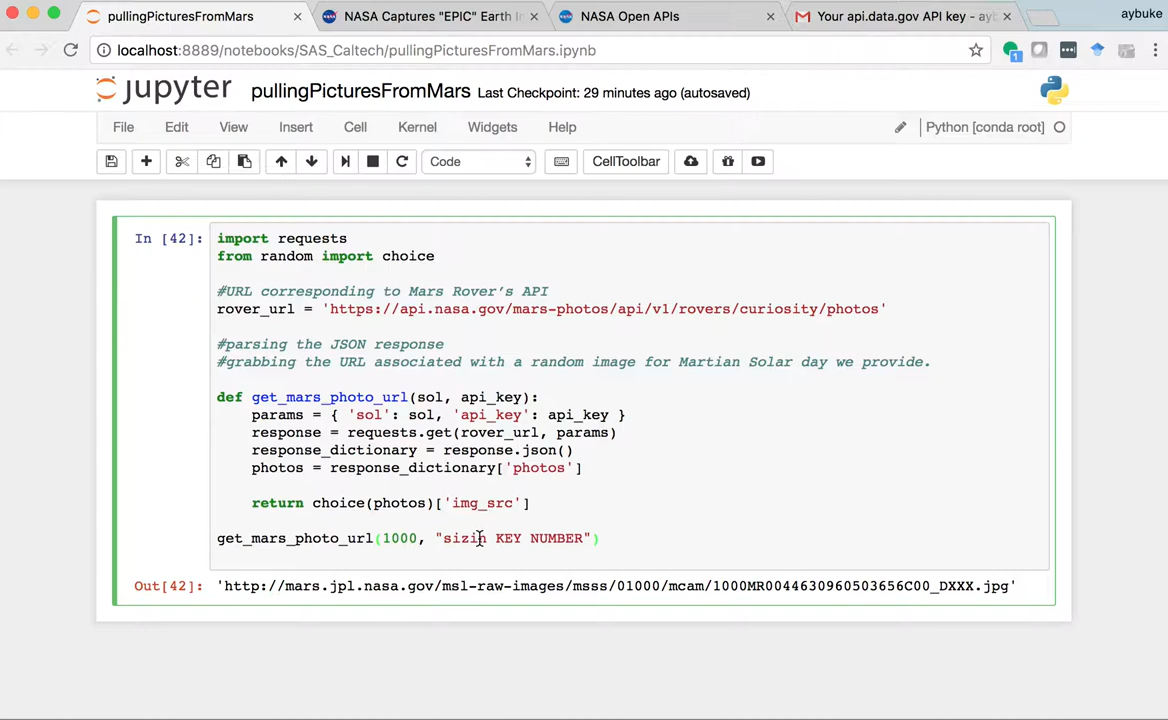 pullingPicturesFromMars
NASA Captures "EPIC" Earth
NASA Open APIs
Your api.data.gov API key - ayb
aybuke
localhost:8889/notebooks/SAS_Caltech/pullingPicturesFromMars.ipynb
1
jupyter pullingPicturesFromMars Last Checkpoint: 29 minutes ago (autosaved)
File Edit View Insert Cell Kernel Widgets Help Python [conda root]
Code CellToolbar
In [42]: import requests
from random import choice
#URL corresponding to Mars Rover’s API
rover_url = 'https://api.nasa.gov/mars-photos/api/v1/rovers/curiosity/photos'
#parsing the JSON response
#grabbing the URL associated with a random image for Martian Solar day we provide.
def get_mars_photo_url(sol, api_key):
params = { 'sol': sol, 'api_key': api_key }
response = requests.get(rover_url, params)
response_dictionary = response.json()
photos = response_dictionary['photos']
return choice(photos)['img_src']
get_mars_photo_url(1000, "sizin KEY NUMBER")
Out[42]: 'http://mars.jpl.nasa.gov/msl-raw-images/msss/01000/mcam/1000MR0044630960503656C00_DXXX.jpg'